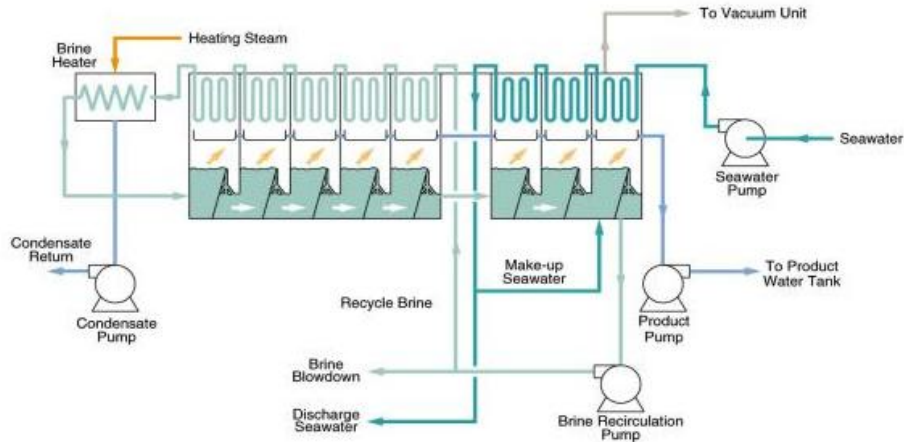 To Vacuum Unit
Heating Steam
Brine
Heater
Seawater
Seawater
Pump
Condensate
Return
Make-up
Seawater
To Product
Water Tank
Recycle Brine
Condensate
Pump
Product
Pump
Brine
Blowdown
Discharge
Seawater
Brine Recirculation
Pump